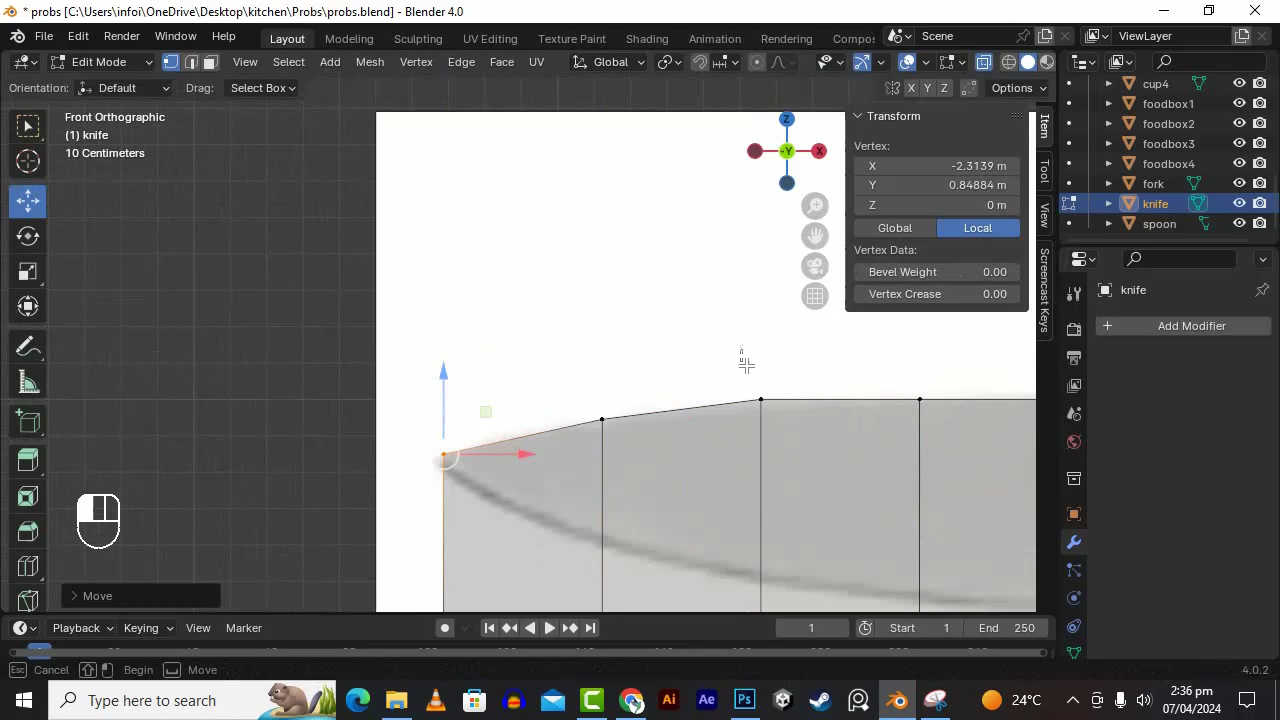 * probs [C:\Users\infoi\OneDrive\Desktop\kitchen\Probs\probs.blend] - Blender 4.0
File Edit Render Window Help Layout Modeling Sculpting UV Editing Texture Paint Shading Animation Rendering Compos Scene ViewLayer
Edit Mode View Select Add Mesh Vertex Edge Face UV Global
Orientation: Default Drag: Select Box X Y Z Options
Front Orthographic
(1) knife
10 Centimeters
Z
-Y
X
Transform
Vertex:
X -2.3139 m
Y 0.84884 m
Z 0 m
Global Local
Vertex Data:
Bevel Weight 0.00
Vertex Crease 0.00
Item
Tool
View
Screencast Keys
cup4
foodbox1
foodbox2
foodbox3
foodbox4
fork
knife
spoon
knife
Add Modifier
Move
Playback Keying View Marker 1 Start 1 End 250
Esc Cancel Begin Move 4.0.2
Type here to search
Ai
Ae
Ps
24°C
2:36 pm
07/04/2024